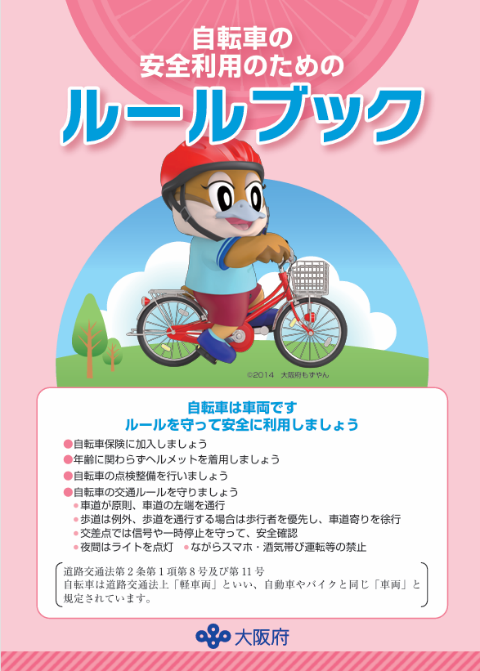 自転車の
安全利用のための
ルールブック
©2014 大阪府もずやん
自転車は車両です
ルールを守って安全に利用しましょう
●自転車保険に加入しましょう
●年齢に関わらずヘルメットを着用しましょう
●自転車の点検整備を行いましょう
●自転車の交通ルールを守りましょう
●車道が原則、車道の左端を通行
●歩道は例外、歩道を通行する場合は歩行者を優先し、車道寄りを徐行
●交差点では信号や一時停止を守って、安全確認
●夜間はライトを点灯 ●ながらスマホ・酒気帯び運転等の禁止
道路交通法第2条第1項第8号及び第11号
自転車は道路交通法上「軽車両」といい、自動車やバイクと同じ「車両」と
規定されています。
大阪府